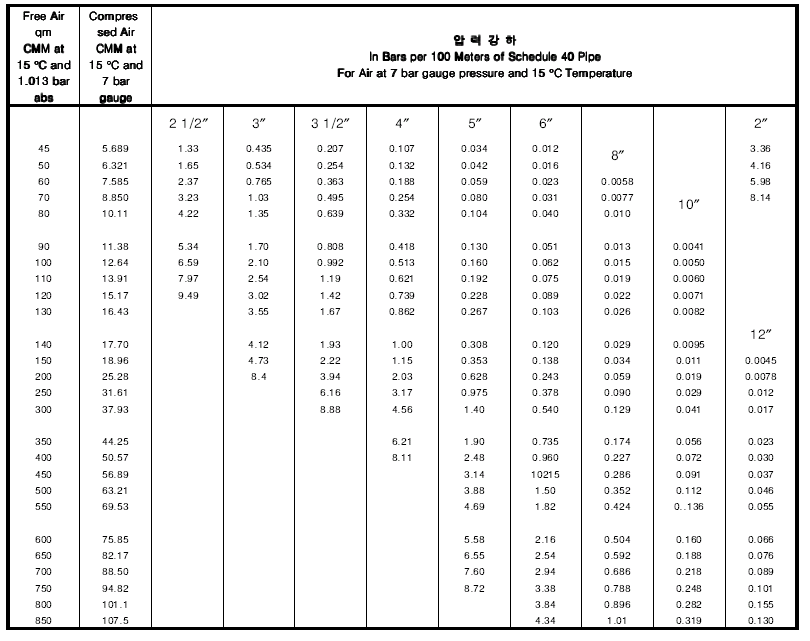 Free Air qm CMM at 15 ℃ and 1.013 bar abs
Compres sed Air CMM at 15 ℃ and 7 bar gauge
압 력 강 하
In Bars per 100 Meters of Schedule 40 Pipe
For Air at 7 bar gauge pressure and 15 ℃ Temperature
2 1/2″ 3″ 3 1/2″ 4″ 5″ 6″ 2″
45 5.689 1.33 0.435 0.207 0.107 0.034 0.012 3.36
8″
50 6.321 1.65 0.534 0.254 0.132 0.042 0.016 4.16
60 7.585 2.37 0.765 0.363 0.188 0.059 0.023 0.0058 5.98
70 8.850 3.23 1.03 0.495 0.254 0.080 0.031 0.0077 8.14
10″
80 10.11 4.22 1.35 0.639 0.332 0.104 0.040 0.010
90 11.38 5.34 1.70 0.808 0.418 0.130 0.051 0.013 0.0041
100 12.64 6.59 2.10 0.992 0.513 0.160 0.062 0.015 0.0050
110 13.91 7.97 2.54 1.19 0.621 0.192 0.075 0.019 0.0060
120 15.17 9.49 3.02 1.42 0.739 0.228 0.089 0.022 0.0071
130 16.43 3.55 1.67 0.862 0.267 0.103 0.026 0.0082
12″
140 17.70 4.12 1.93 1.00 0.308 0.120 0.029 0.0095
150 18.96 4.73 2.22 1.15 0.353 0.138 0.034 0.011 0.0045
200 25.28 8.4 3.94 2.03 0.628 0.243 0.059 0.019 0.0078
250 31.61 6.16 3.17 0.975 0.378 0.090 0.029 0.012
300 37.93 8.88 4.56 1.40 0.540 0.129 0.041 0.017
350 44.25 6.21 1.90 0.735 0.174 0.056 0.023
400 50.57 8.11 2.48 0.960 0.227 0.072 0.030
450 56.89 3.14 10215 0.286 0.091 0.037
500 63.21 3.88 1.50 0.352 0.112 0.046
550 69.53 4.69 1.82 0.424 0..136 0.055
600 75.85 5.58 2.16 0.504 0.160 0.066
650 82.17 6.55 2.54 0.592 0.188 0.076
700 88.50 7.60 2.94 0.686 0.218 0.089
750 94.82 8.72 3.38 0.788 0.248 0.101
800 101.1 3.84 0.896 0.282 0.155
850 107.5 4.34 1.01 0.319 0.130